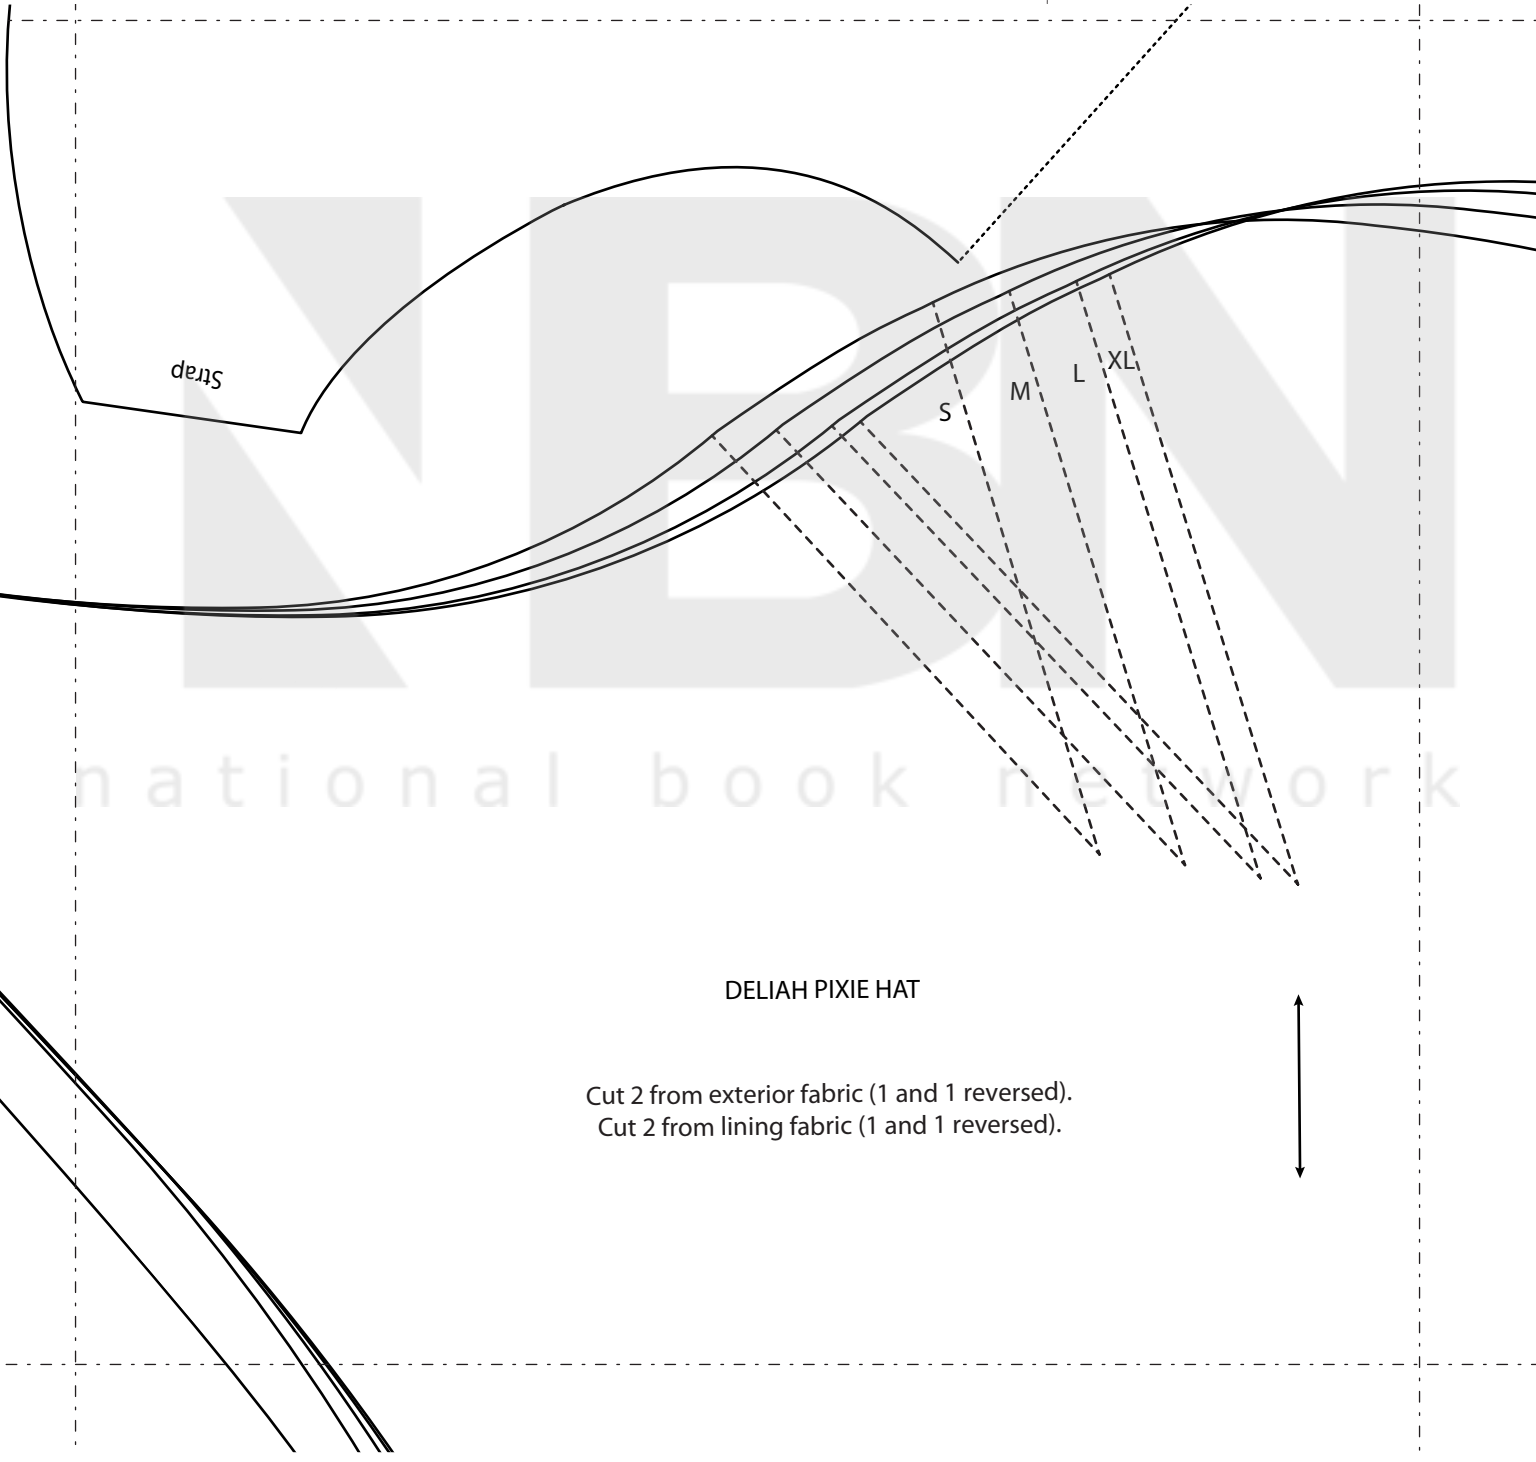 Strap
XL
L
M
S
NBN
national book network
DELIAH PIXIE HAT
Cut 2 from exterior fabric (1 and 1 reversed).
Cut 2 from lining fabric (1 and 1 reversed).